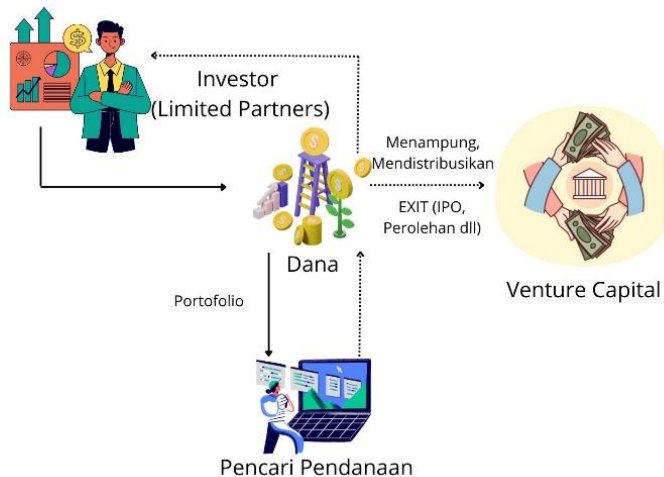 Investor
(Limited Partners)
Menampung,
Mendistribusikan
EXIT (IPO,
Perolehan dll)
Dana
Venture Capital
Portofolio
Pencari Pendanaan